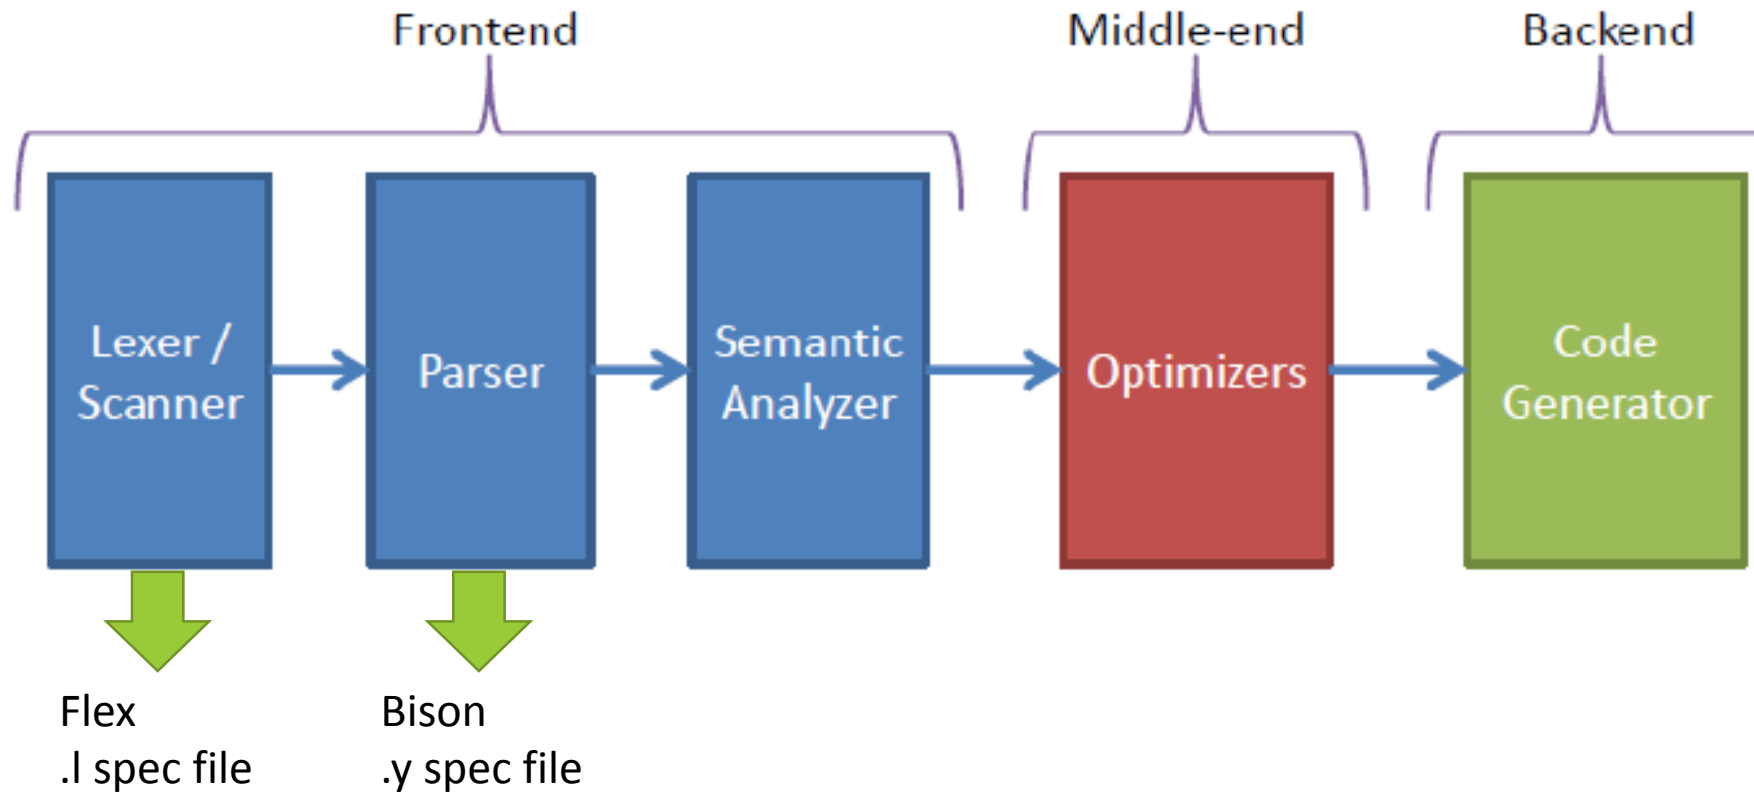 Frontend
Middle-end
Backend
Lexer /
Scanner
Parser
Semantic
Analyzer
Optimizers
Code
Generator
Flex
.l spec file
Bison
.y spec file